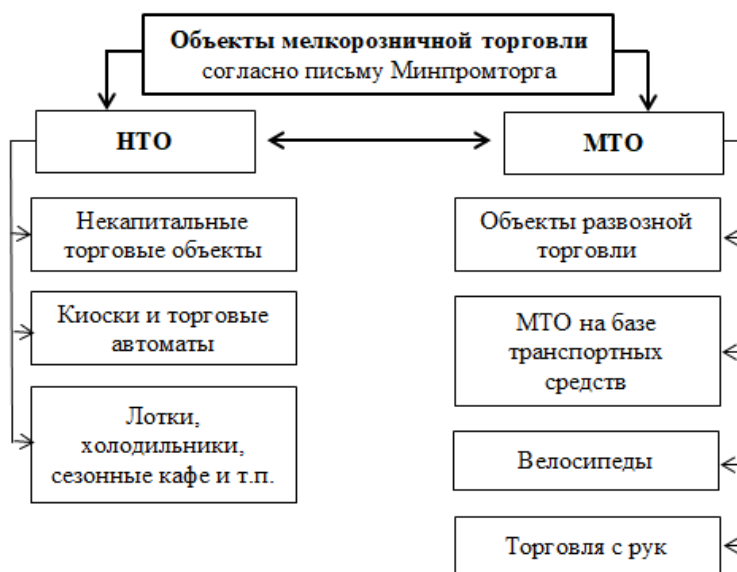 Объекты мелкорозничной торговли
согласно письму Минпромторга
НТО
МТО
Некапитальные
торговые объекты
Киоски и торговые
автоматы
Лотки,
холодильники,
сезонные кафе и т.п.
Объекты развозной
торговли
МТО на базе
транспортных
средств
Велосипеды
Торговля с рук